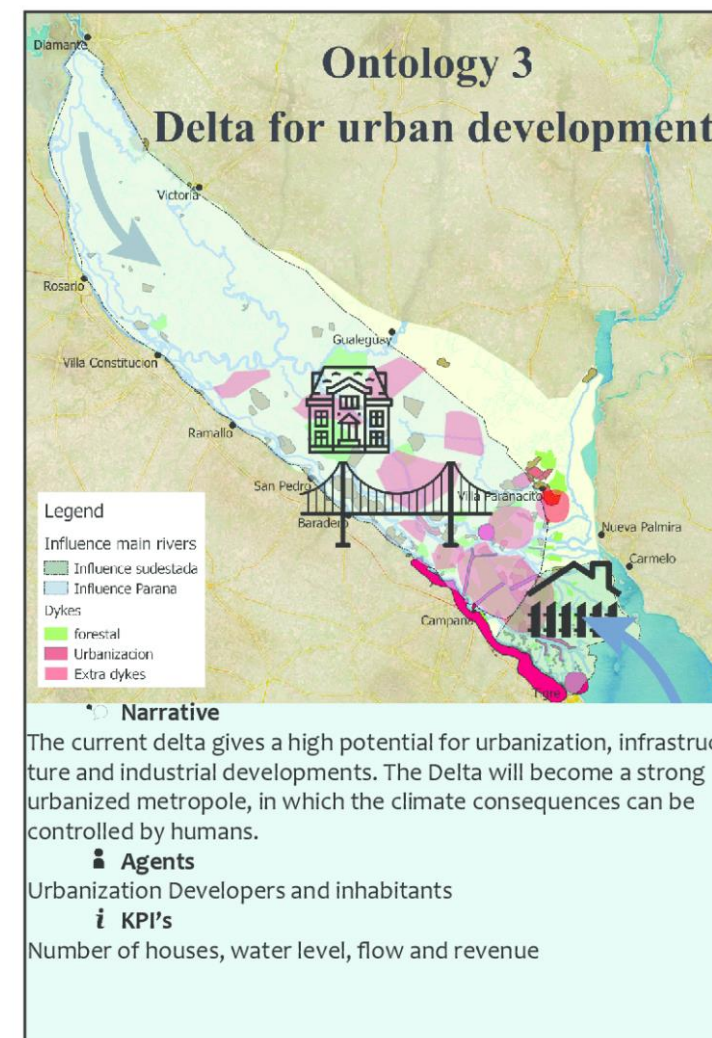 Diamante
Ontology 3
Delta for urban development
Victoria
Rosario
Gualeguay
Villa Constitucion
Ramallo
San Pedro
Villa Paranacito
Baradero
Legend
Influence main rivers
Influence sudestada
Influence Parana
Dykes
forestal
Urbanizacion
Extra dykes
Nueva Palmira
Carmelo
Campana
Tigre
Narrative
The current delta gives a high potential for urbanization, infrastruc
ture and industrial developments. The Delta will become a strong
urbanized metropole, in which the climate consequences can be
controlled by humans.
Agents
Urbanization Developers and inhabitants
i KPI's
Number of houses, water level, flow and revenue